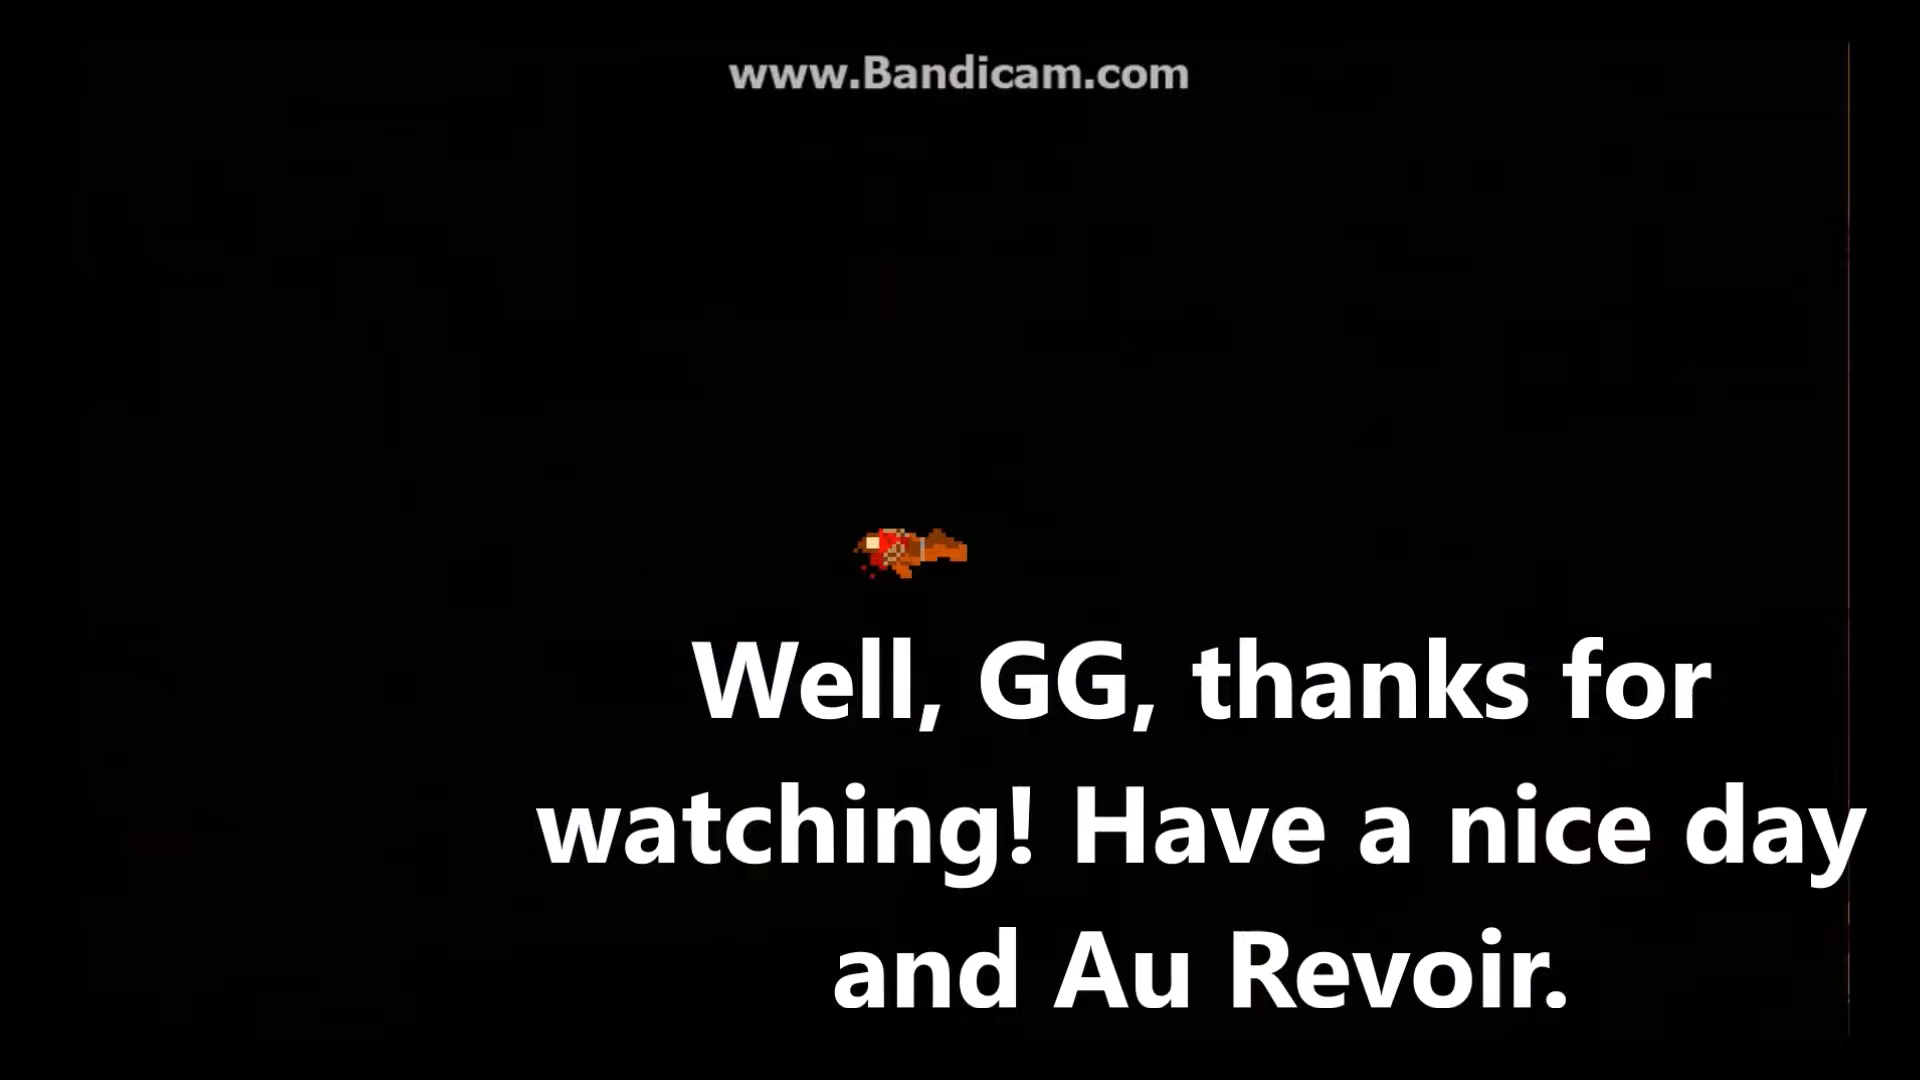 www.Bandicam.com
Well, GG, thanks for
watching! Have a nice day
and Au Revoir.